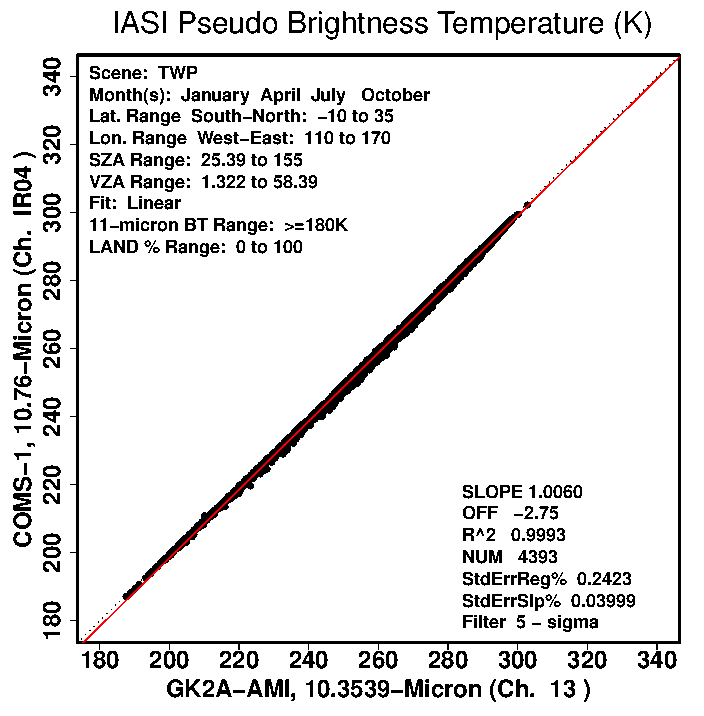 IASI Pseudo Brightness Temperature (K)
Scene: TWP
Month(s): January April July October
Lat. Range South−North: −10 to 35
Lon. Range West−East: 110 to 170
SZA Range: 25.39 to 155
VZA Range: 1.322 to 58.39
Fit: Linear
11−micron BT Range: >=180K
LAND % Range: 0 to 100
COMS−1, 10.76−Micron (Ch. IR04 )
340
320
300
280
260
240
220
200
180
SLOPE 1.0060
OFF −2.75
R^2 0.9993
NUM 4393
StdErrReg% 0.2423
StdErrSlp% 0.03999
Filter 5 − sigma
180 200 220 240 260 280 300 320 340
GK2A−AMI, 10.3539−Micron (Ch. 13 )